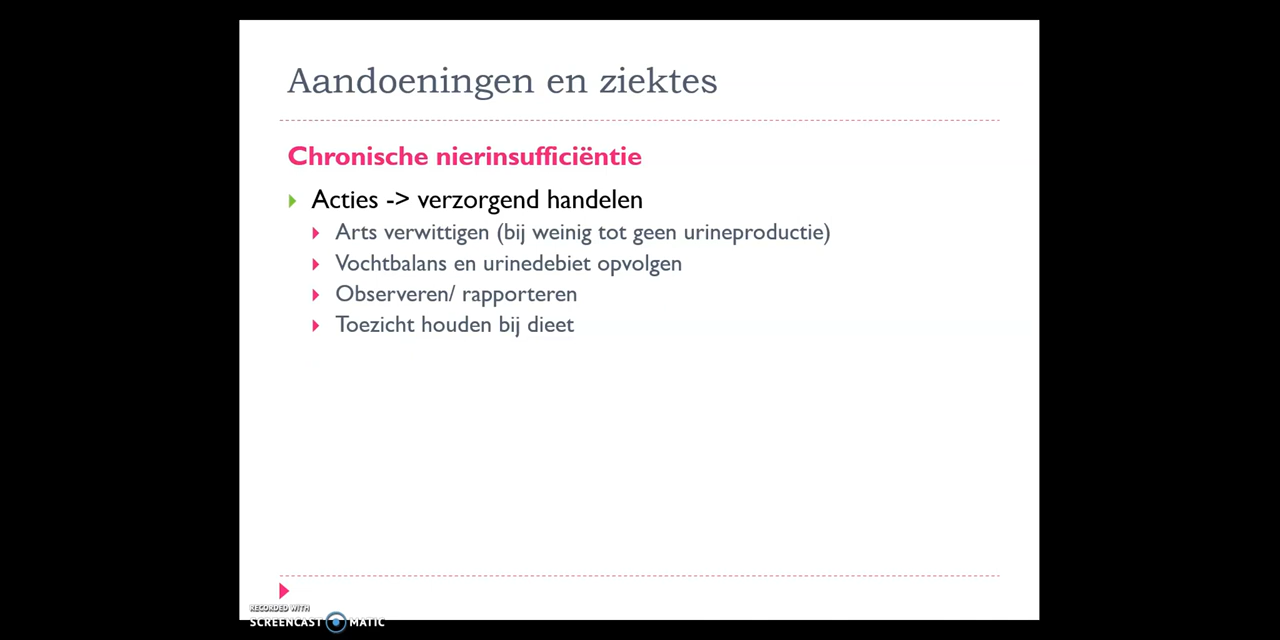 Aandoeningen en ziektes
Chronische nierinsufficiëntie
Acties -> verzorgend handelen
Arts verwittigen (bij weinig tot geen urineproductie)
Vochtbalans en urinedebiet opvolgen
Observeren/ rapporteren
Toezicht houden bij dieet
RECORDED WITH
SCREENCAST MATIC